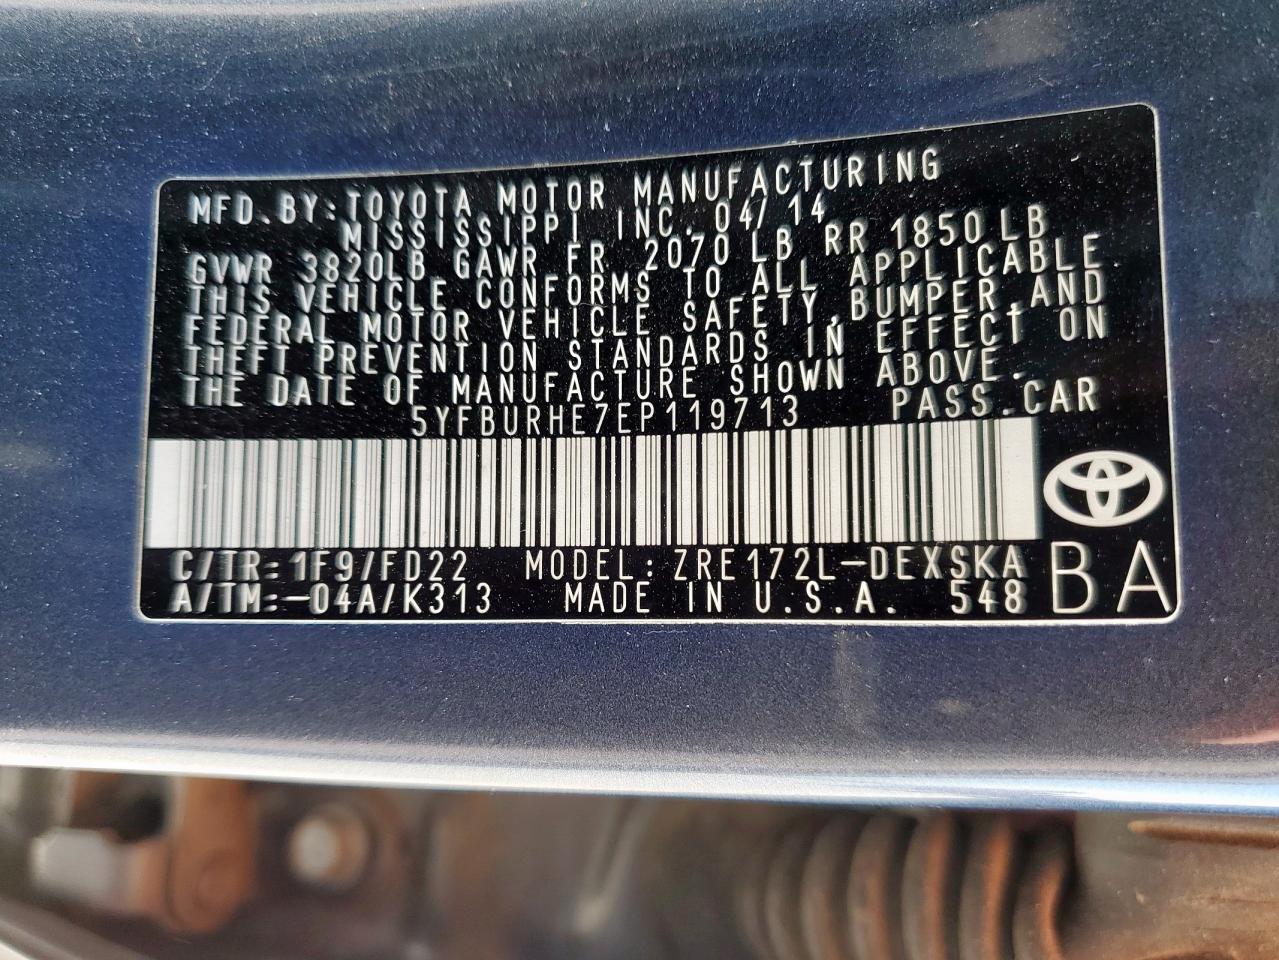 MFD.BY:TOYOTA MOTOR MANUFACTURING
MISSISSIPPI INC. 04/14
GVWR 3820LB GAWR FR 2070LB RR 1850LB
THIS VEHICLE CONFORMS TO ALL APPLICABLE
FEDERAL MOTOR VEHICLE SAFETY,BUMPER,AND
THEFT PREVENTION STANDARDS IN EFFECT ON
THE DATE OF MANUFACTURE SHOWN ABOVE.
5YFBURHE7EP119713 PASS.CAR
C/TR:1F9/FD22 MODEL:ZRE172L-DEXSKA
A/TM:-04A/K313 MADE IN U.S.A. 548 BA